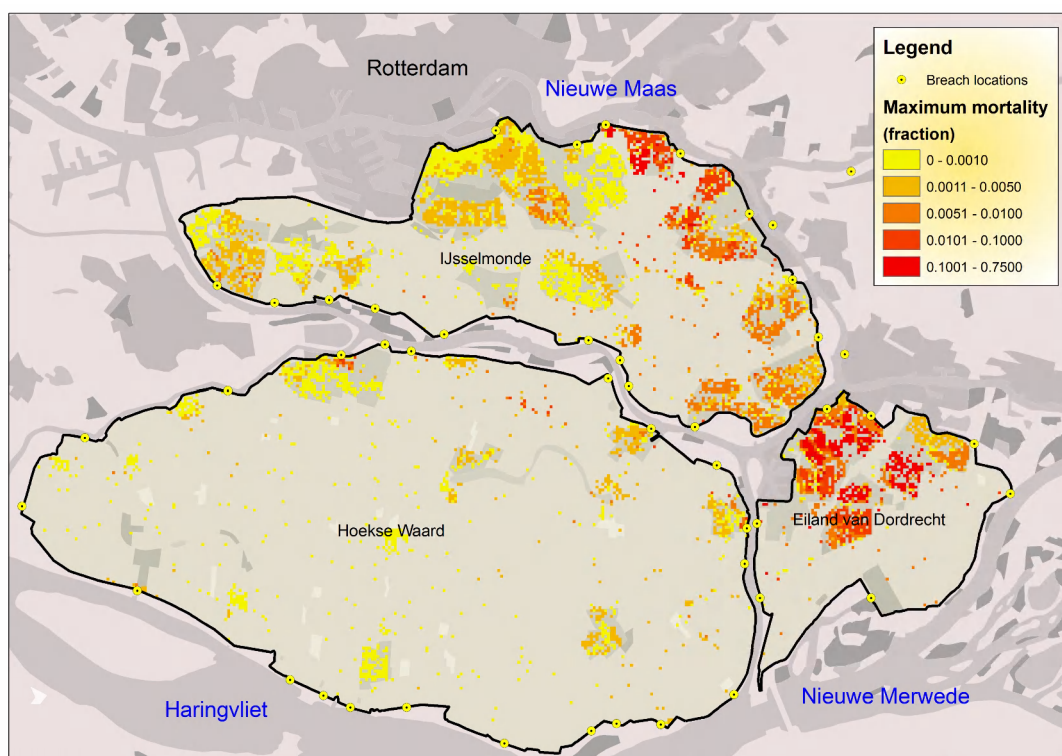 Rotterdam
Nieuwe Maas
IJsselmonde
Hoekse Waard
Eiland van Dordrecht
Haringvliet
Nieuwe Merwede
Legend
Breach locations
Maximum mortality
(fraction)
0 - 0.0010
0.0011 - 0.0050
0.0051 - 0.0100
0.0101 - 0.1000
0.1001 - 0.7500